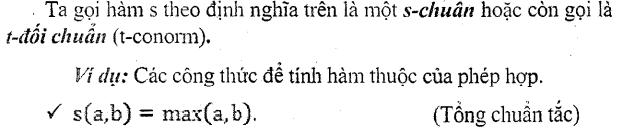 Ta gọi hàm s theo định nghĩa trên là một s-chuẩn hoặc còn gọi là
t-đối chuẩn (t-conorm).
Ví dụ: Các công thức để tính hàm thuộc của phép hợp.
✓ s(a,b) = max(a,b). (Tổng chuẩn tắc)